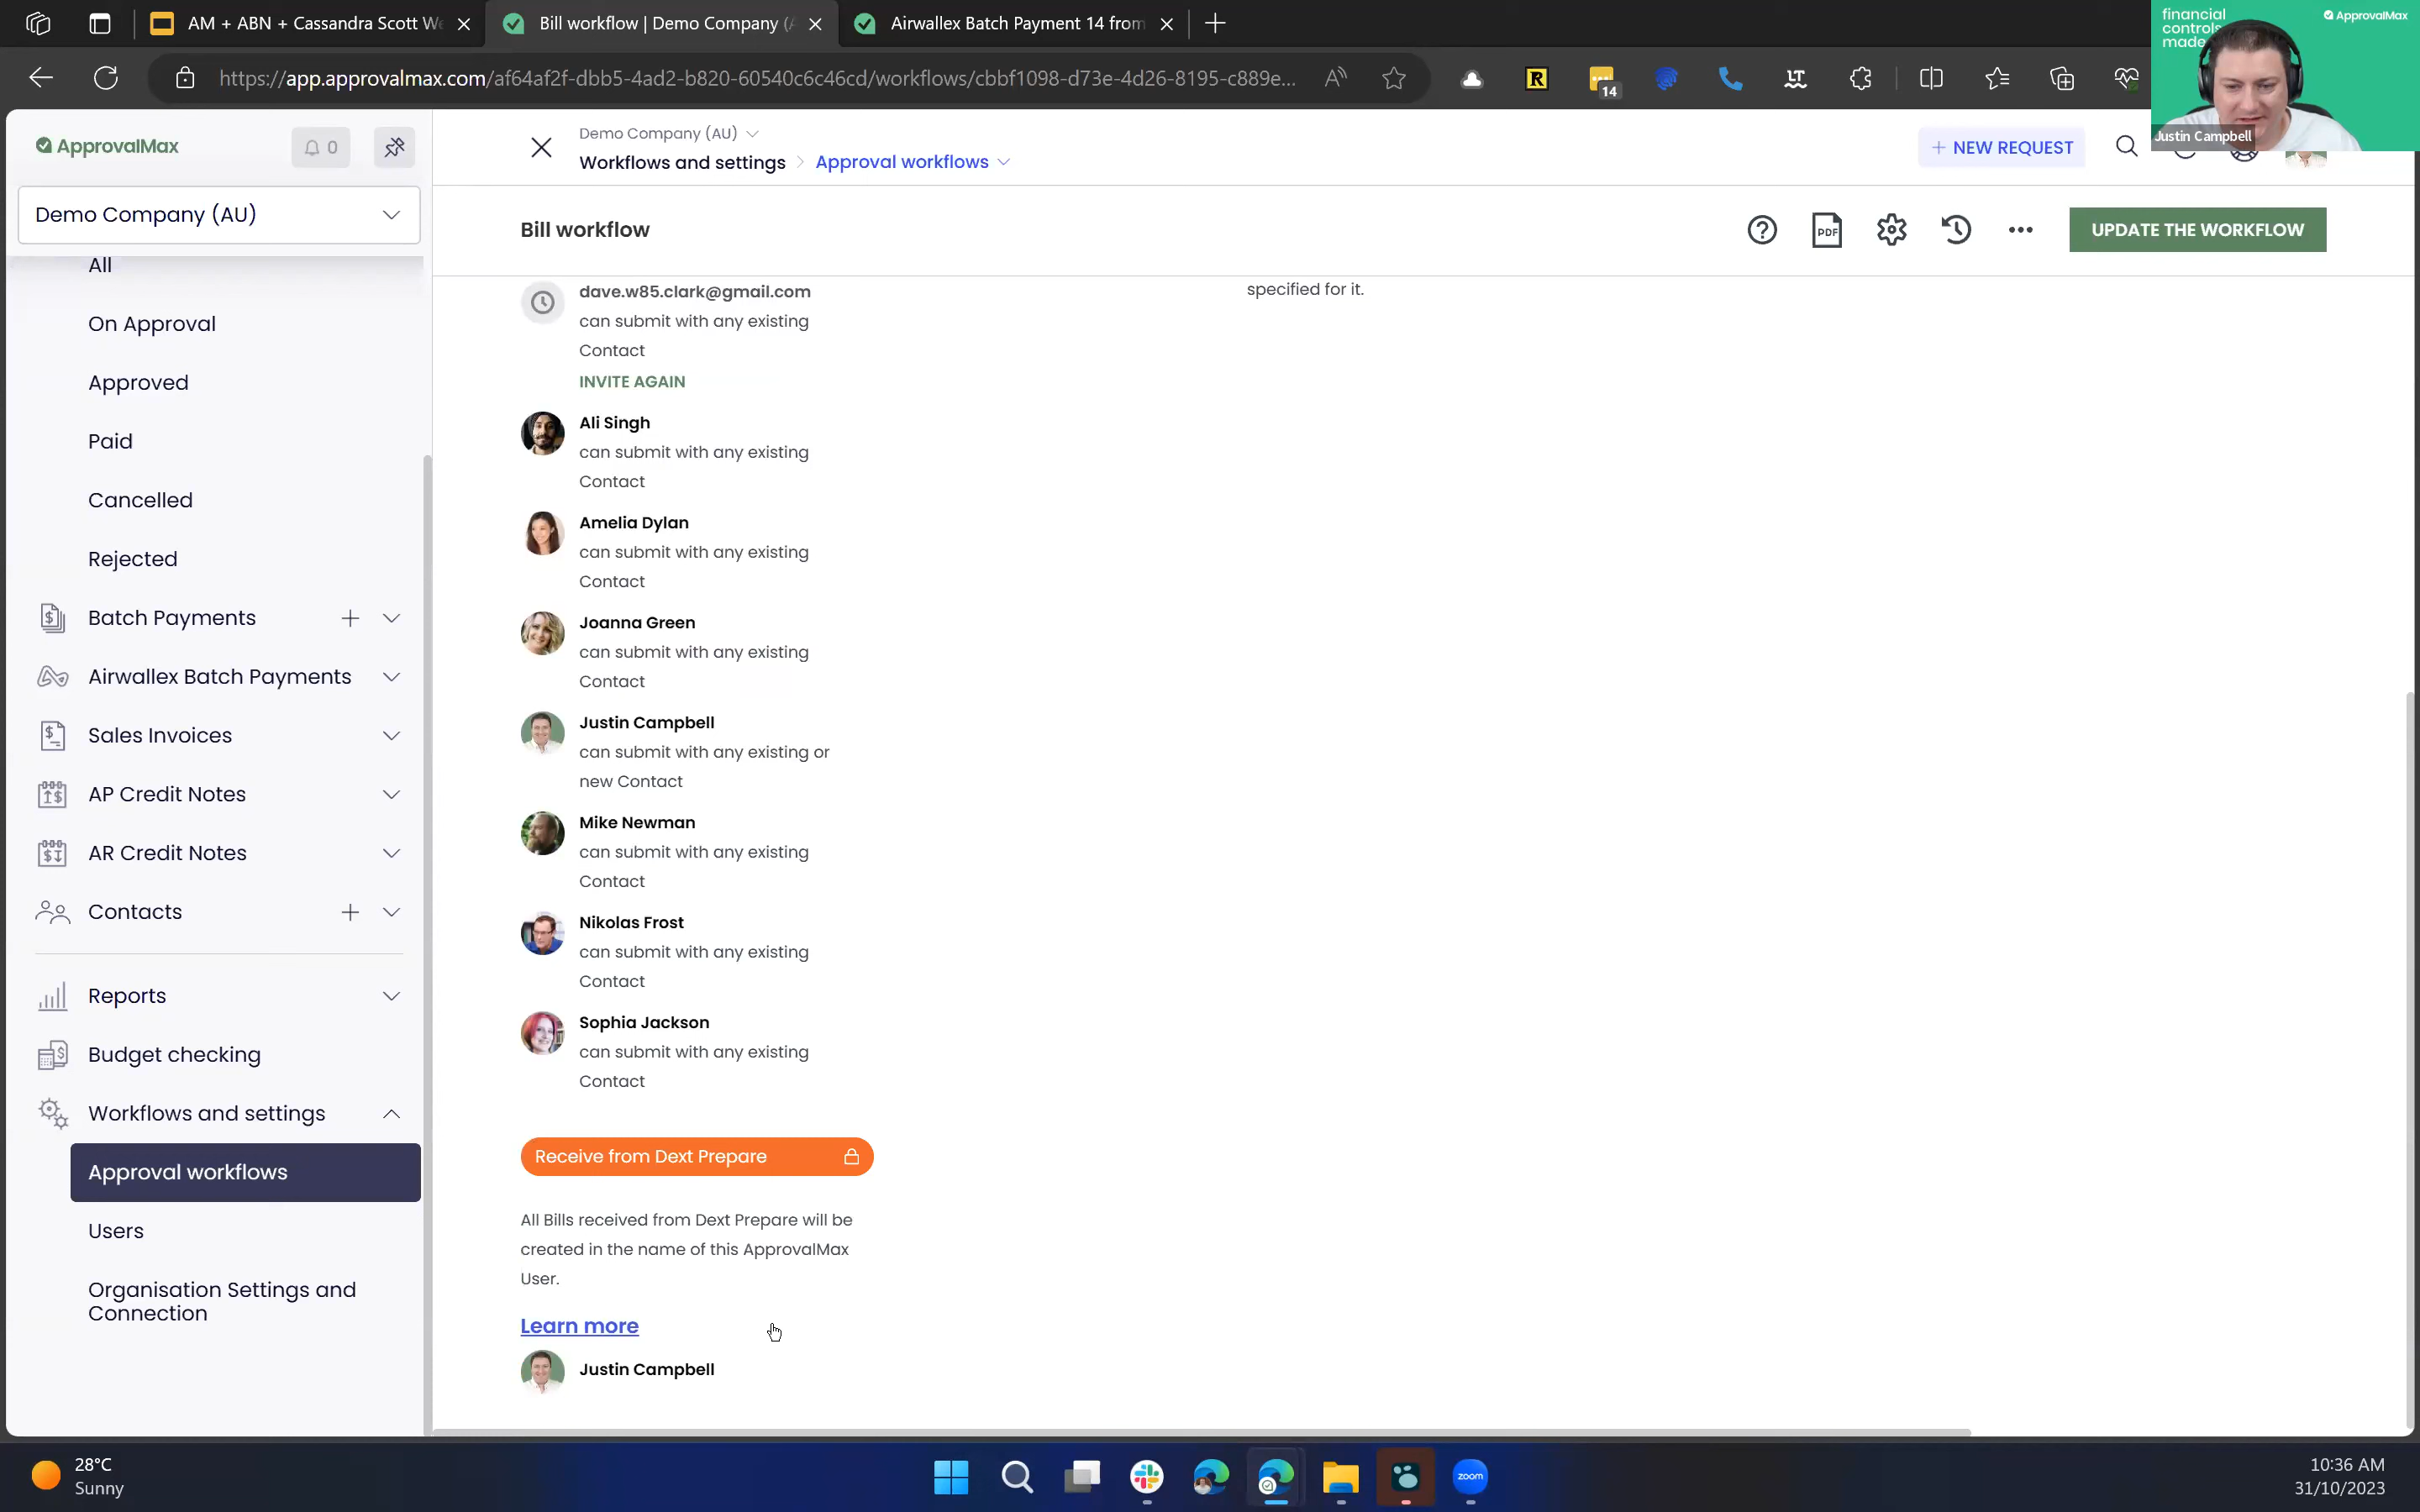 AM + ABN + Cassandra Scott We
Bill workflow | Demo Company (A
Airwallex Batch Payment 14 from
https://app.approvalmax.com/af64af2f-dbb5-4ad2-b820-60540c6c46cd/workflows/cbbf1098-d73e-4d26-8195-c889e...
14
financial
controls
made
ApprovalMax
Justin Campbell
ApprovalMax
0
Demo Company (AU)
Workflows and settings
Approval workflows
+ NEW REQUEST
Demo Company (AU)
Bill workflow
PDF
UPDATE THE WORKFLOW
All
On Approval
Approved
Paid
Cancelled
Rejected
Batch Payments
Airwallex Batch Payments
Sales Invoices
AP Credit Notes
AR Credit Notes
Contacts
Reports
Budget checking
Workflows and settings
Approval workflows
Users
Organisation Settings and
Connection
dave.w85.clark@gmail.com
can submit with any existing
Contact
INVITE AGAIN
Ali Singh
can submit with any existing
Contact
Amelia Dylan
can submit with any existing
Contact
Joanna Green
can submit with any existing
Contact
Justin Campbell
can submit with any existing or
new Contact
Mike Newman
can submit with any existing
Contact
Nikolas Frost
can submit with any existing
Contact
Sophia Jackson
can submit with any existing
Contact
Receive from Dext Prepare
All Bills received from Dext Prepare will be
created in the name of this ApprovalMax
User.
Learn more
Justin Campbell
specified for it.
28°C
Sunny
zoom
10:36 AM
31/10/2023